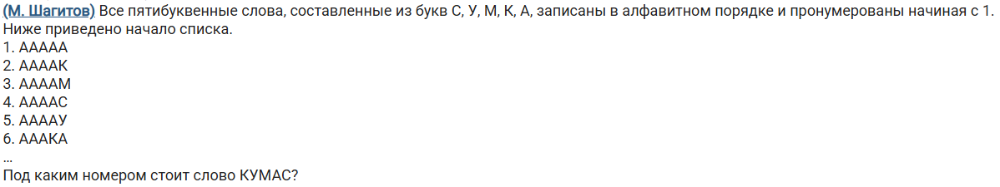 (М. Шагитов) Все пятибуквенные слова, составленные из букв С, У, М, К, А, записаны в алфавитном порядке и пронумерованы начиная с 1.
Ниже приведено начало списка.
1. ААААА
2. ААААК
3. ААААМ
4. ААААС
5. ААААУ
6. АААКА
...
Под каким номером стоит слово КУМАС?